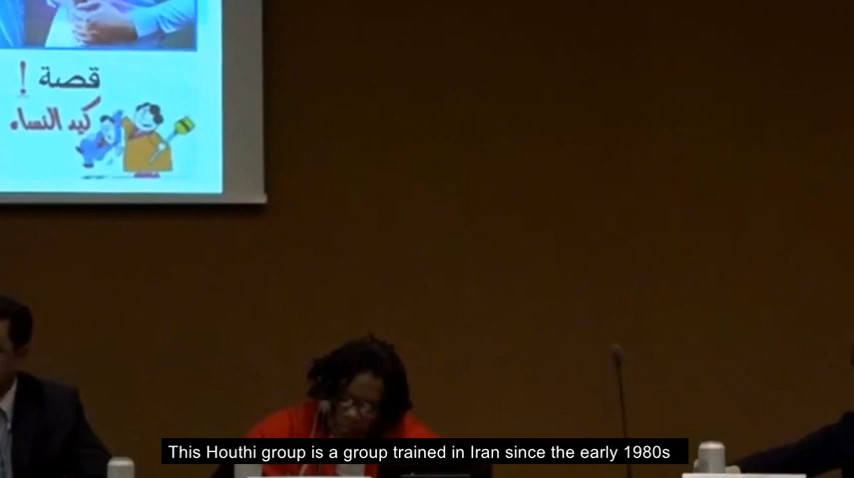 قصة !
كيد النساء
This Houthi group is a group trained in Iran since the early 1980s